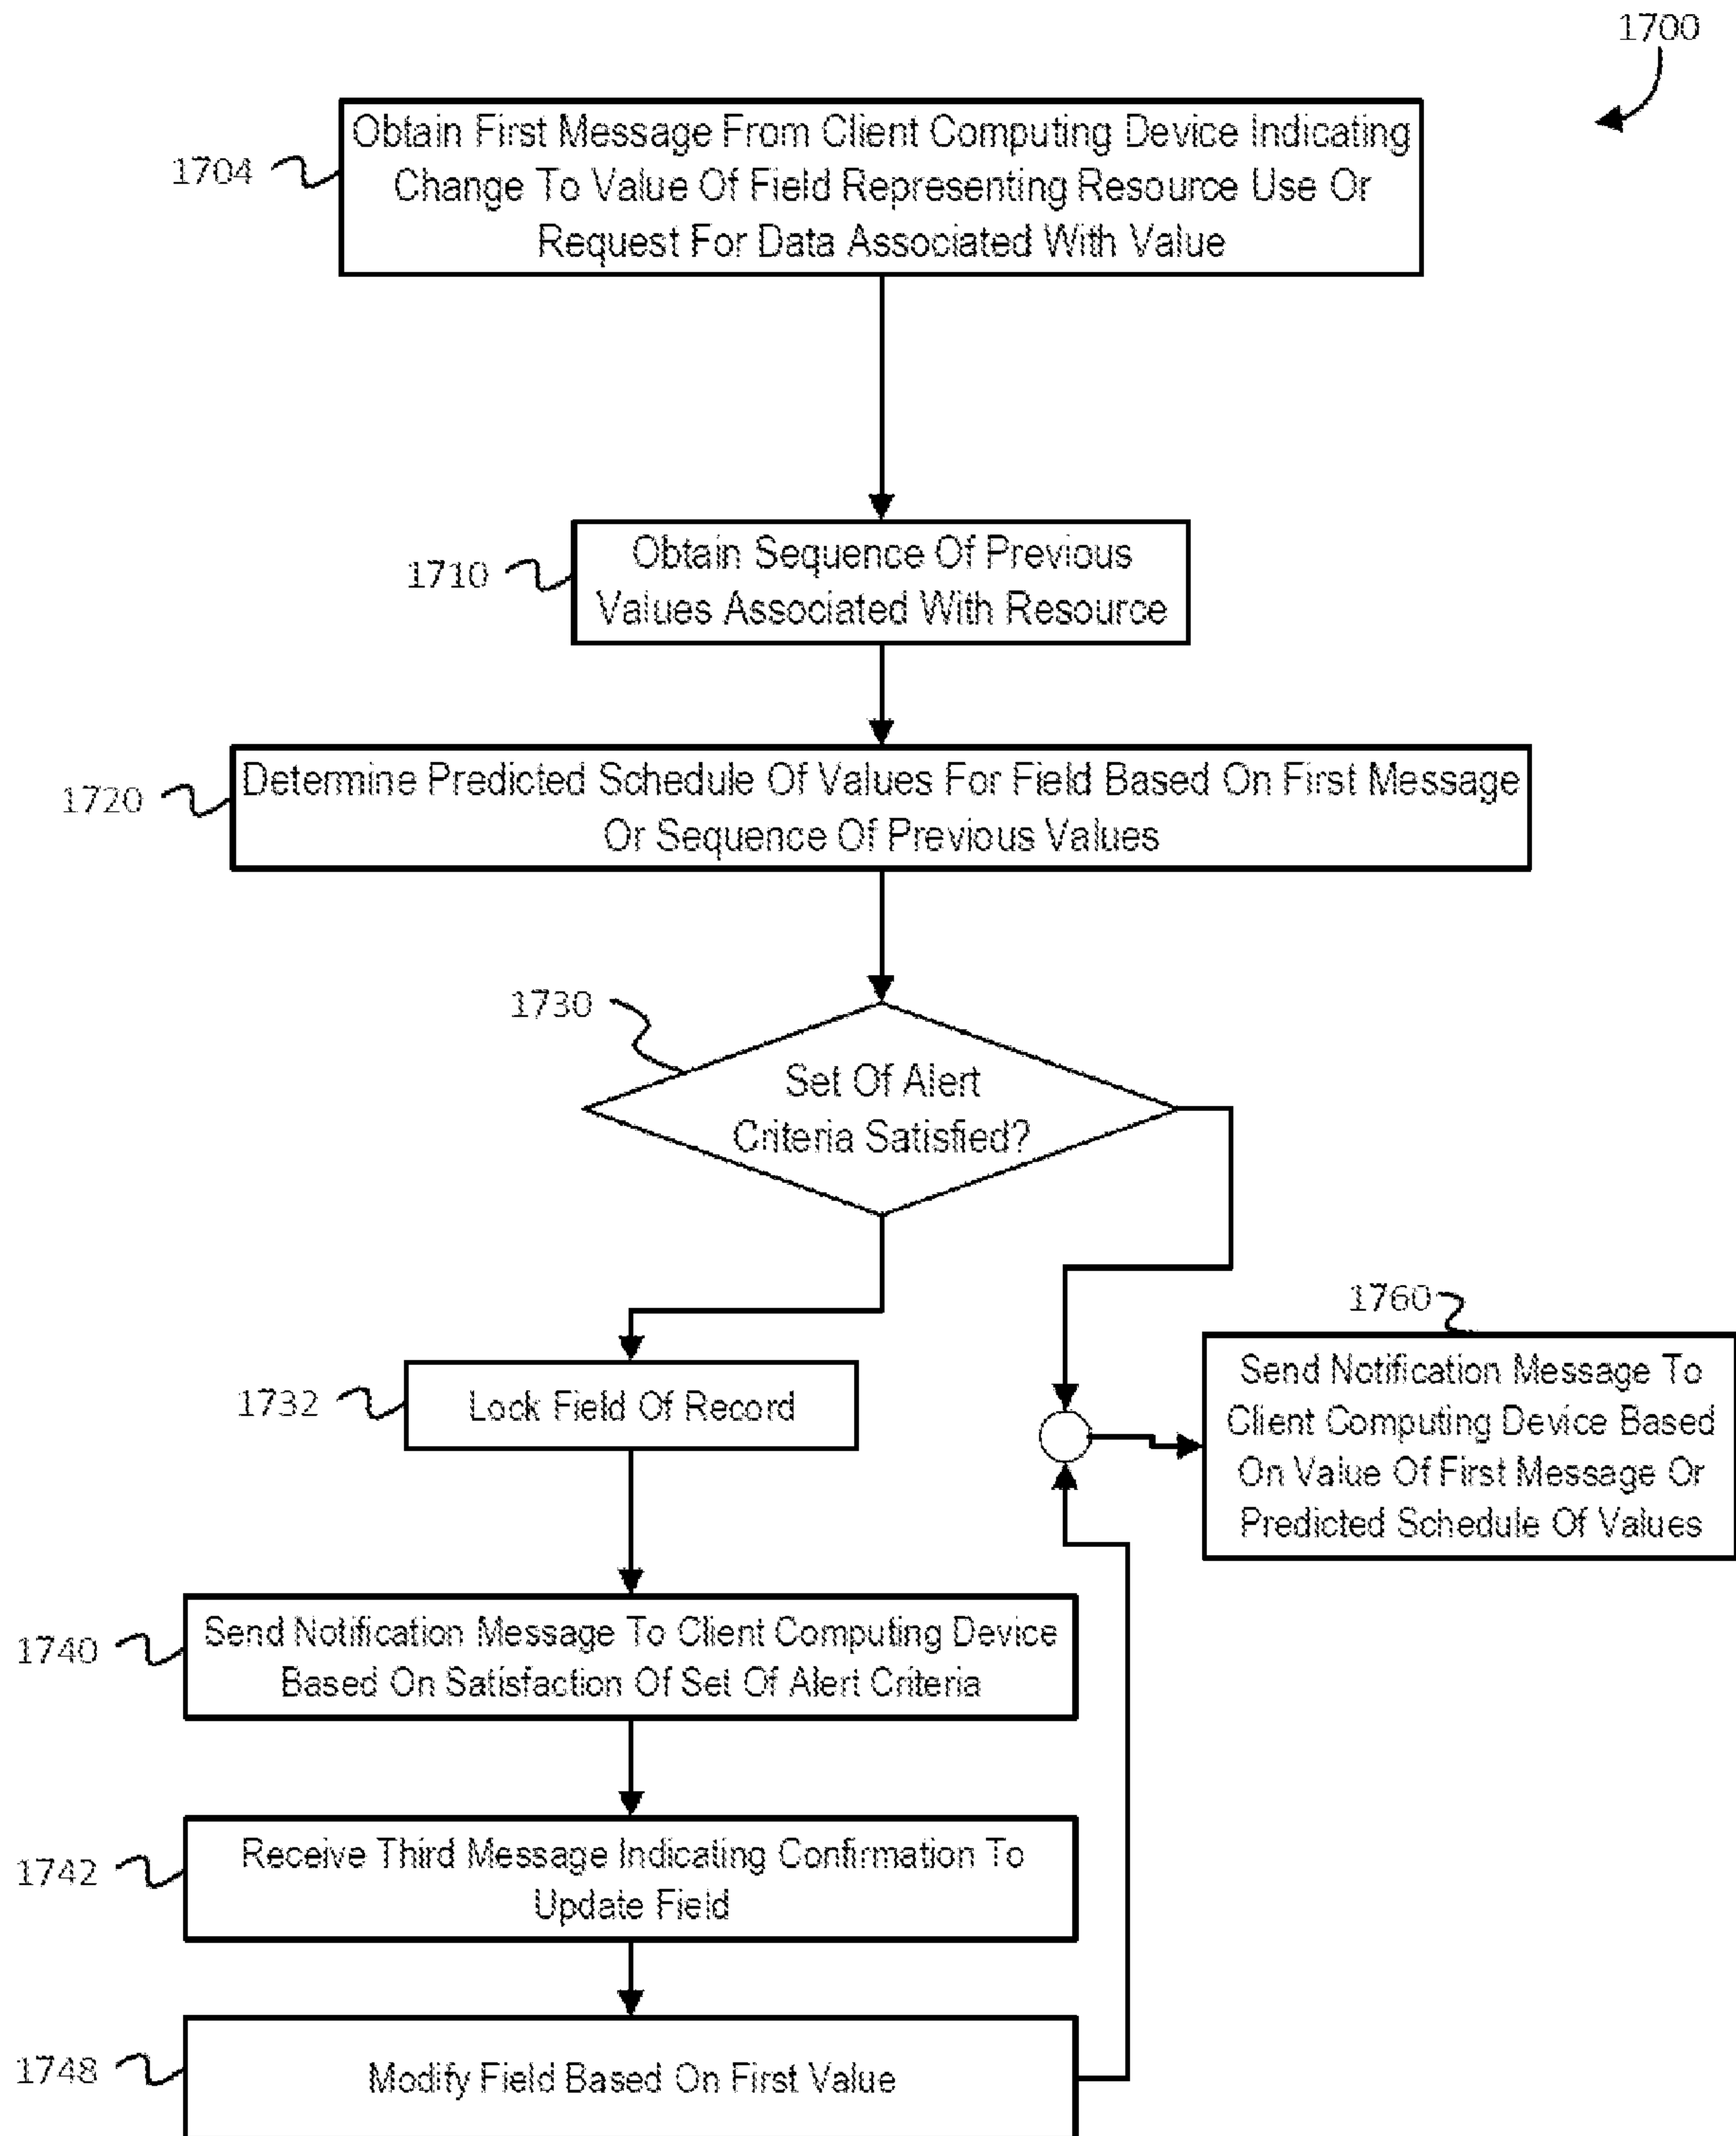 1700
Obtain First Message From Client Computing Device Indicating
Change To Value Of Field Representing Resource Use Or
Request For Data Associated With Value
1704
Obtain Sequence Of Previous
Values Associated With Resource
1710
Determine Predicted Schedule Of Values For Field Based On First Message
Or Sequence Of Previous Values
1720
1730
Set Of Alert
Criteria Satisfied?
1732
Lock Field Of Record
1760
Send Notification Message To
Client Computing Device Based
On Value Of First Message Or
Predicted Schedule Of Values
1740
Send Notification Message To Client Computing Device
Based On Satisfaction Of Set Of Alert Criteria
1742
Receive Third Message Indicating Confirmation To
Update Field
1748
Modify Field Based On First Value